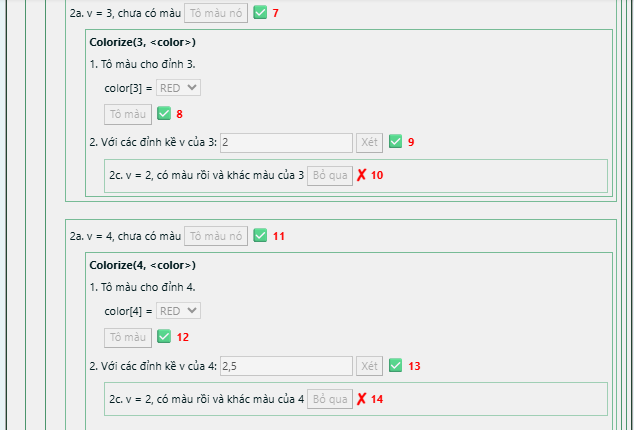 2a. v = 3, chưa có màu Tô màu nó ✅ 7
Colorize(3, <color>)
1. Tô màu cho đỉnh 3.
color[3] = RED
Tô màu ✅ 8
2. Với các đỉnh kề v của 3: 2 Xét ✅ 9
2c. v = 2, có màu rồi và khác màu của 3 Bỏ qua ✗ 10
2a. v = 4, chưa có màu Tô màu nó ✅ 11
Colorize(4, <color>)
1. Tô màu cho đỉnh 4.
color[4] = RED
Tô màu ✅ 12
2. Với các đỉnh kề v của 4: 2,5 Xét ✅ 13
2c. v = 2, có màu rồi và khác màu của 4 Bỏ qua ✗ 14